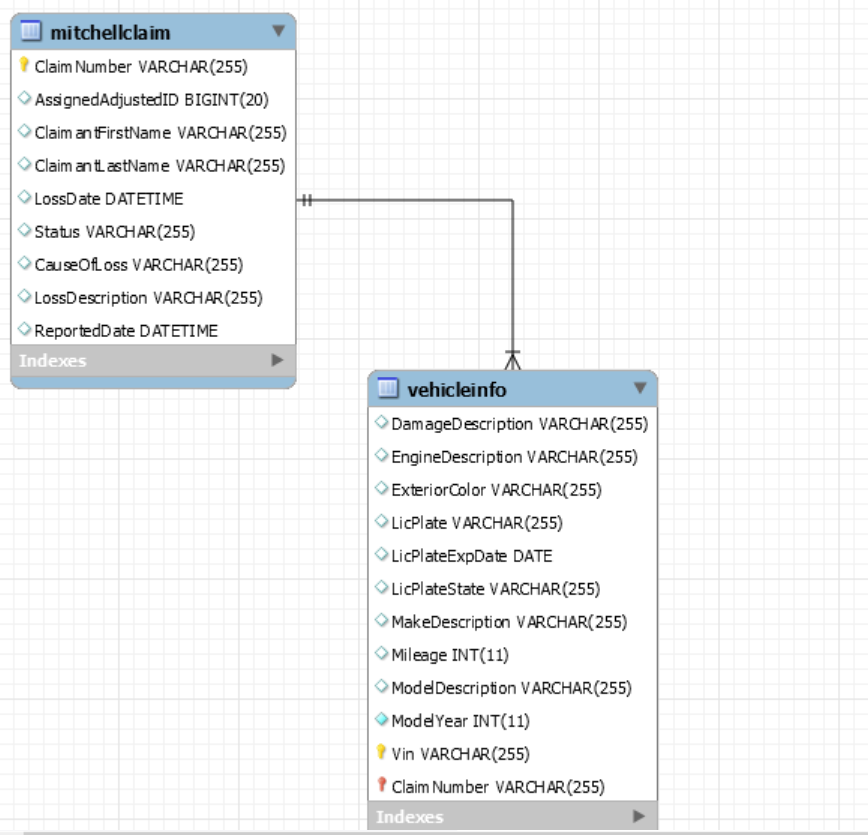 mitchellclaim
ClaimNumber VARCHAR(255)
AssignedAdjustedID BIGINT(20)
ClaimantFirstName VARCHAR(255)
ClaimantLastName VARCHAR(255)
LossDate DATETIME
Status VARCHAR(255)
CauseOfLoss VARCHAR(255)
LossDescription VARCHAR(255)
ReportedDate DATETIME
Indexes
vehicleinfo
DamageDescription VARCHAR(255)
EngineDescription VARCHAR(255)
ExteriorColor VARCHAR(255)
LicPlate VARCHAR(255)
LicPlateExpDate DATE
LicPlateState VARCHAR(255)
MakeDescription VARCHAR(255)
Mileage INT(11)
ModelDescription VARCHAR(255)
ModelYear INT(11)
Vin VARCHAR(255)
ClaimNumber VARCHAR(255)
Indexes